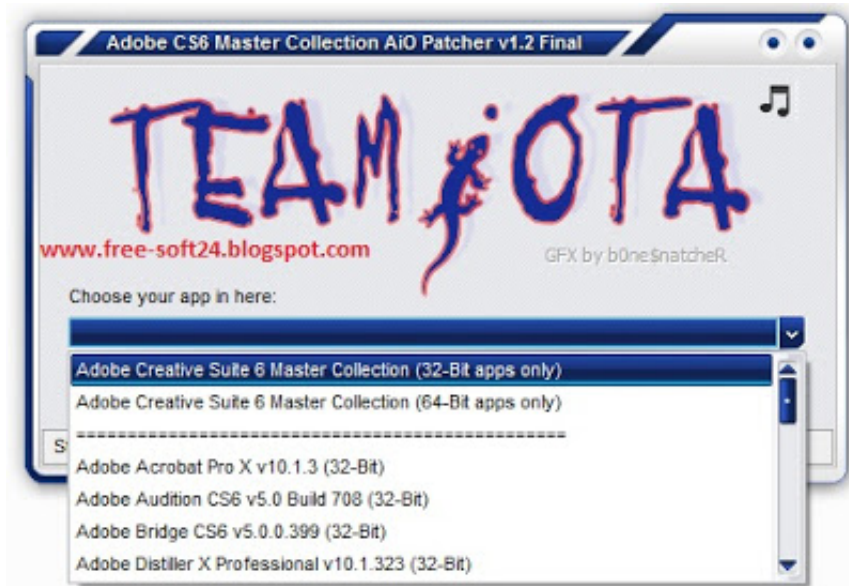 Adobe CS6 Master Collection AiO Patcher v1.2 Final
TEAM iOTA
www.free-soft24.blogspot.com
GFX by b0ne$natcheR
Choose your app in here:
Adobe Creative Suite 6 Master Collection (32-Bit apps only)
Adobe Creative Suite 6 Master Collection (64-Bit apps only)
================================================
Adobe Acrobat Pro X v10.1.3 (32-Bit)
Adobe Audition CS6 v5.0 Build 708 (32-Bit)
Adobe Bridge CS6 v5.0.0.399 (32-Bit)
Adobe Distiller X Professional v10.1.323 (32-Bit)